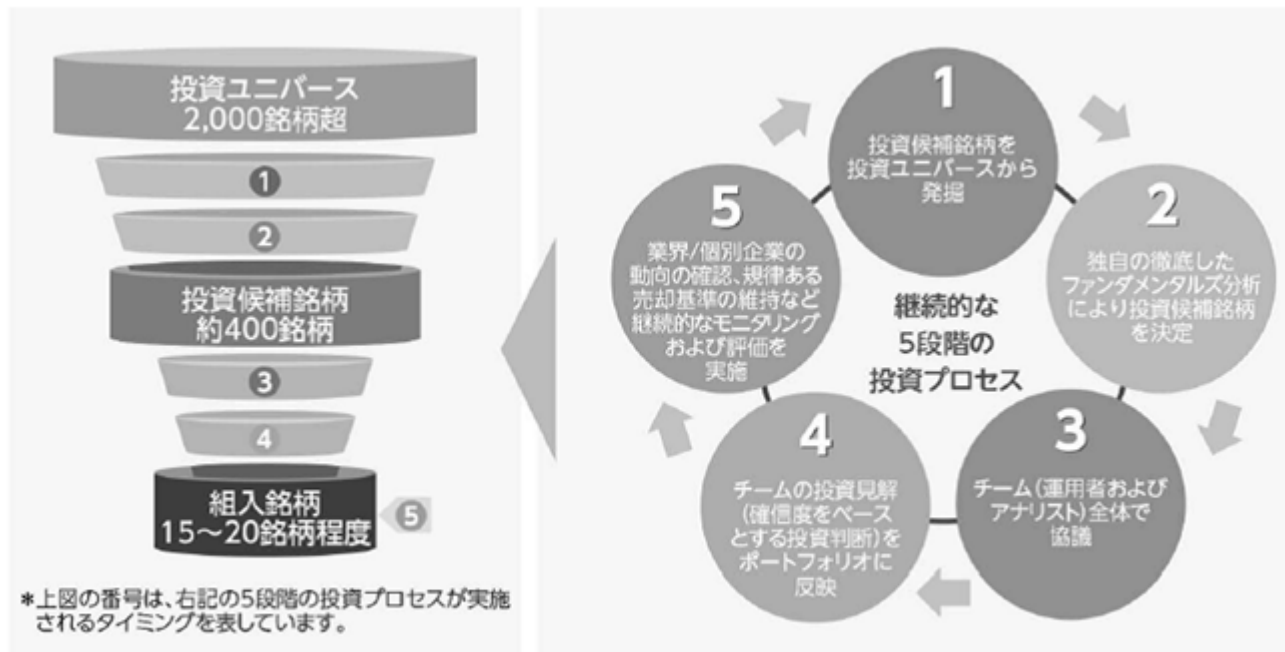 投資ユニバース
2,000銘柄超
1
2
投資候補銘柄
約400銘柄
3
4
組入銘柄
15～20銘柄程度
5
*上図の番号は、右記の5段階の投資プロセスが実施
されるタイミングを表しています。
1
投資候補銘柄を
投資ユニバースから
発掘
2
独自の徹底した
ファンダメンタルズ分析
により投資候補銘柄
を決定
3
チーム(運用者および
アナリスト)全体で
協議
4
チームの投資見解
(確信度をベース
とする投資判断)を
ポートフォリオに
反映
5
業界/個別企業の
動向の確認、規律ある
売却基準の維持など
継続的なモニタリング
および評価を
実施
継続的な
5段階の
投資プロセス